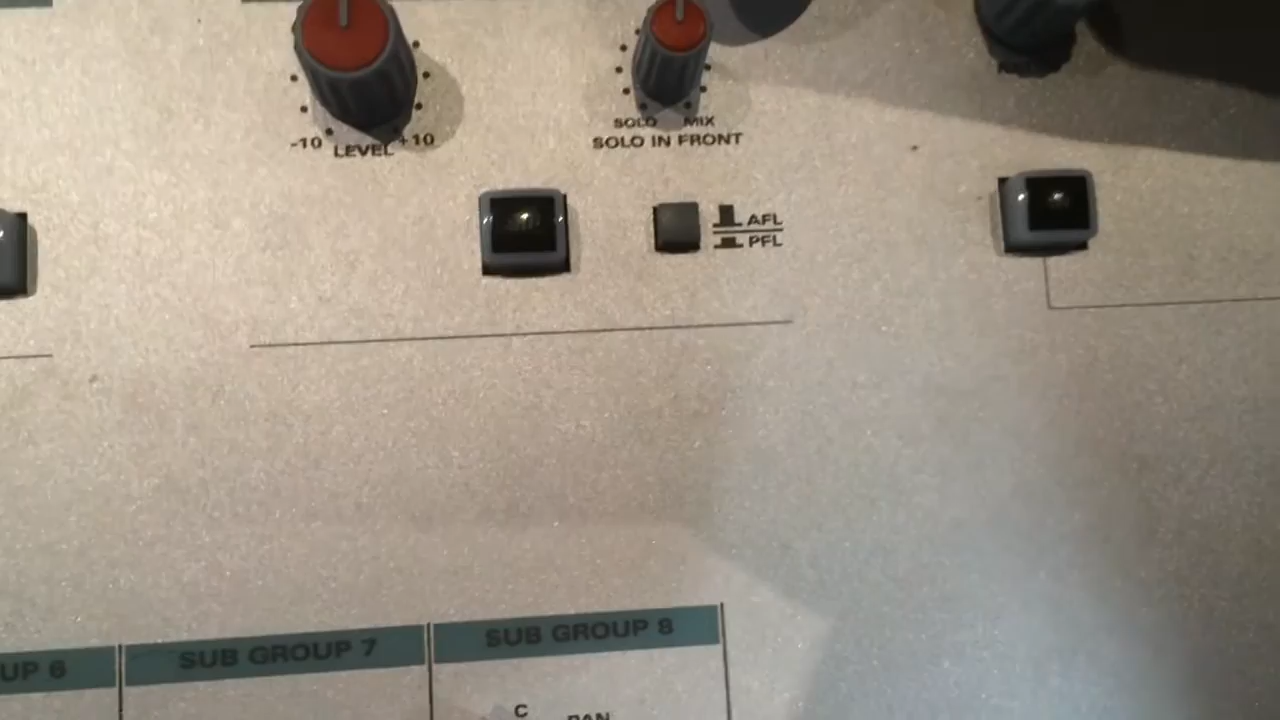 -10 LEVEL +10
SOLO MIX
SOLO IN FRONT
AFL
PFL
UP 6
SUB GROUP 7
SUB GROUP 8
C
PAN